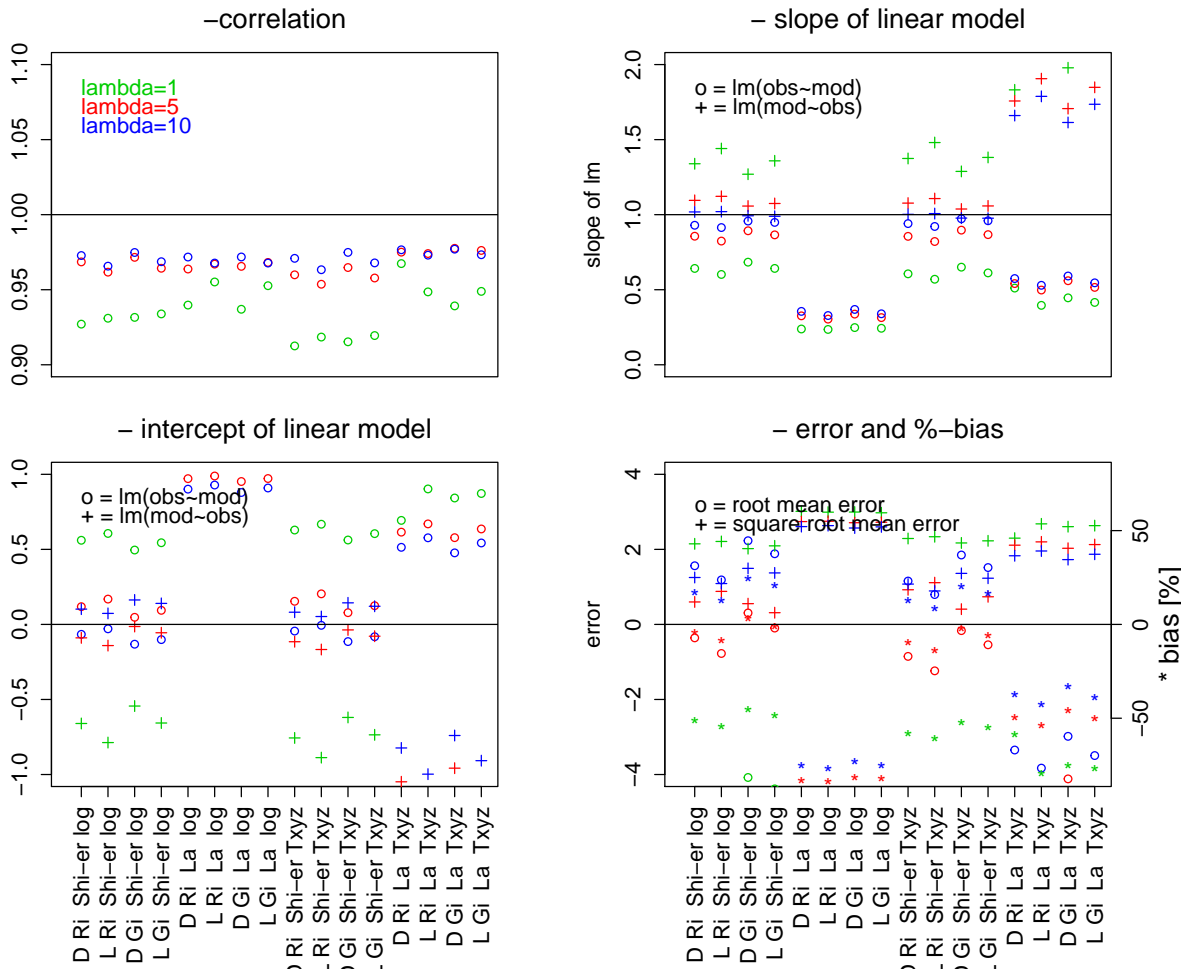 −correlation
1.10
1.05
1.00
0.95
0.90
lambda=1
lambda=5
lambda=10
− slope of linear model
slope of lm
2.0
1.5
1.0
0.5
0.0
o = lm(obs~mod)
+ = lm(mod~obs)
− intercept of linear model
1.0
0.5
0.0
−0.5
−1.0
o = lm(obs~mod)
+ = lm(mod~obs)
D Ri Shi−er log
L Ri Shi−er log
D Gi Shi−er log
L Gi Shi−er log
D Ri La log
L Ri La log
D Gi La log
L Gi La log
Ri Shi−er Txyz
Ri Shi−er Txyz
Gi Shi−er Txyz
Gi Shi−er Txyz
D Ri La Txyz
L Ri La Txyz
D Gi La Txyz
L Gi La Txyz
− error and %−bias
error
4
2
0
−2
−4
o = root mean error
+ = square root mean error
50
0
−50
* bias [%]
D Ri Shi−er log
L Ri Shi−er log
D Gi Shi−er log
L Gi Shi−er log
D Ri La log
L Ri La log
D Gi La log
L Gi La log
Ri Shi−er Txyz
Ri Shi−er Txyz
Gi Shi−er Txyz
Gi Shi−er Txyz
D Ri La Txyz
L Ri La Txyz
D Gi La Txyz
L Gi La Txyz